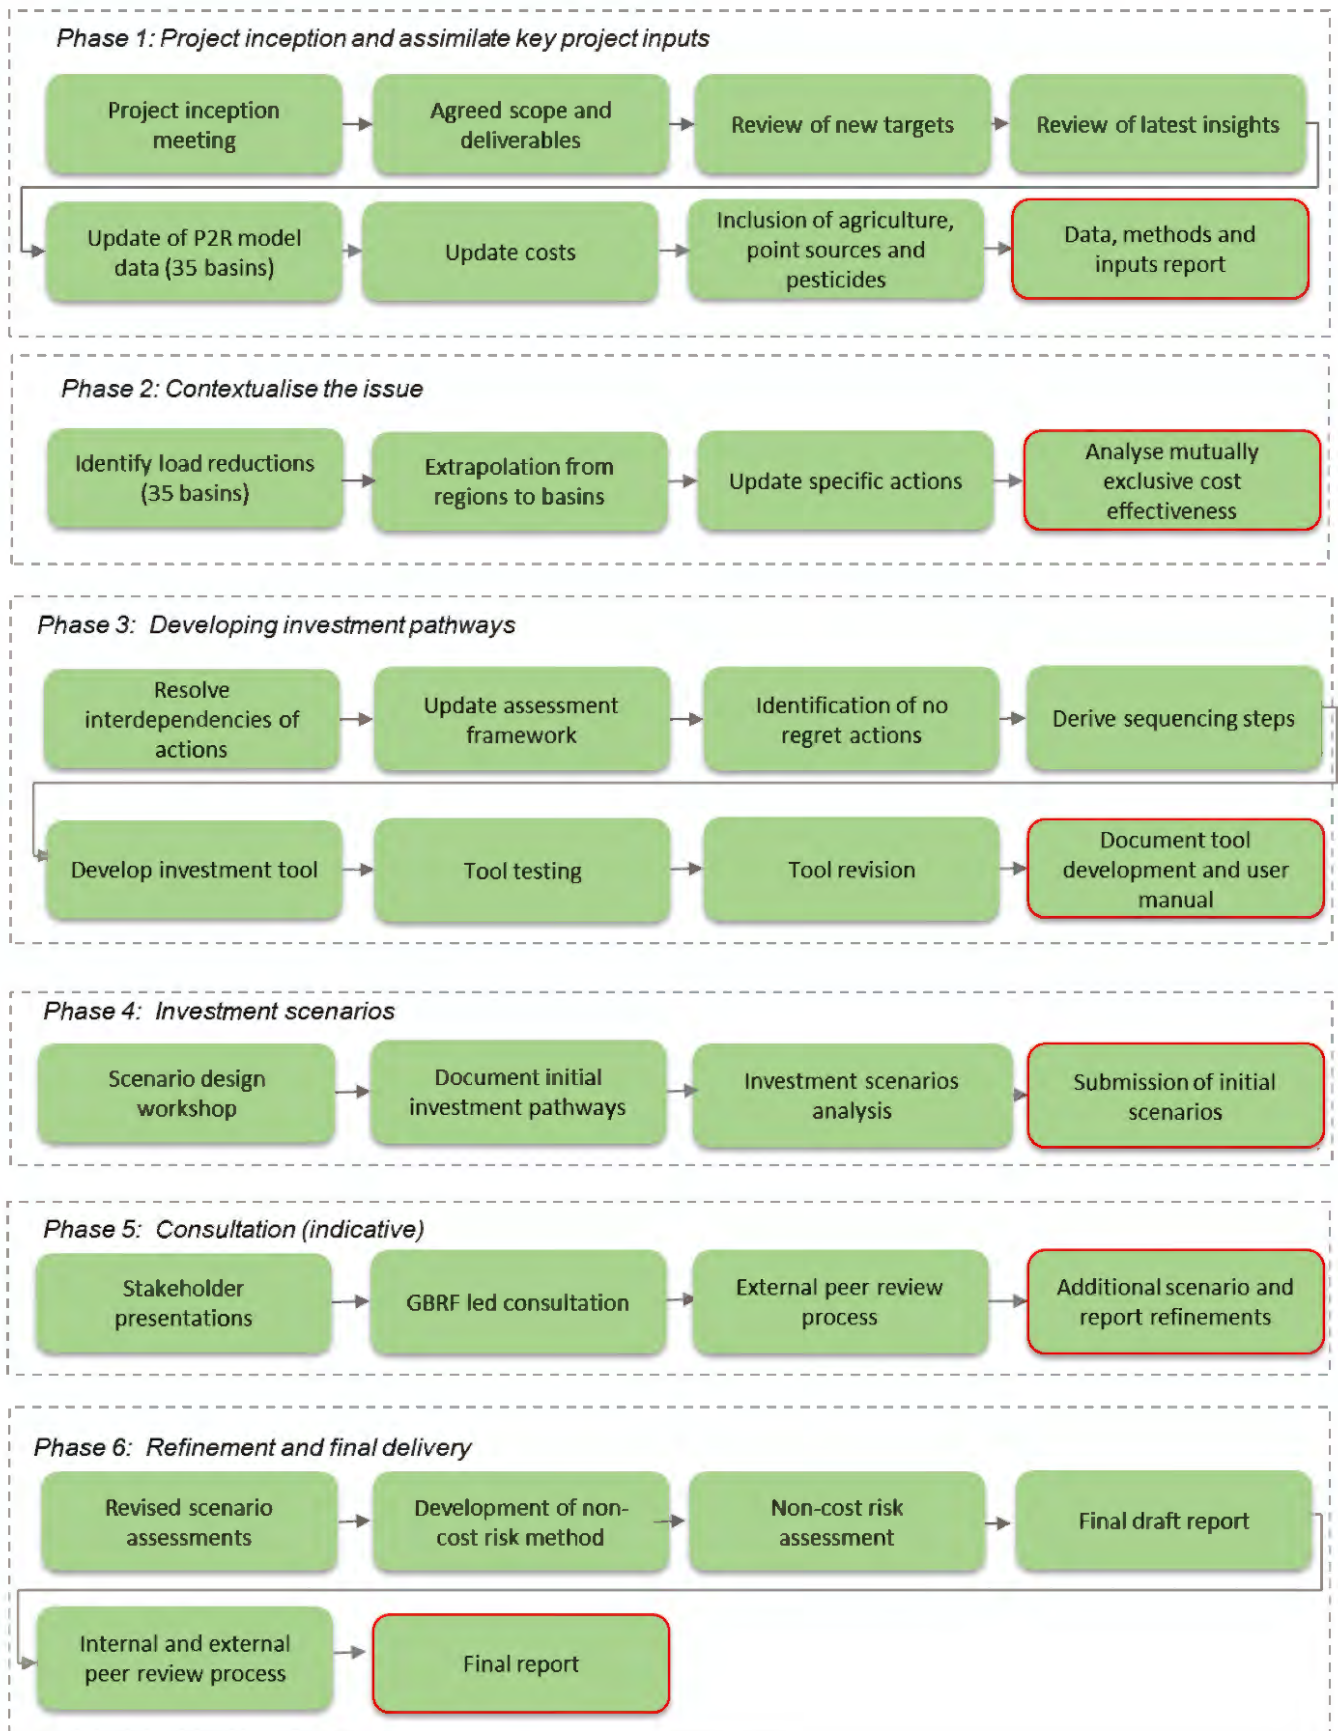 Phase 1: Project inception and assimilate key project inputs
Project inception
meeting
Agreed scope and
deliverables
Review of new targets
Review of latest insights
Update of P2R model
data (35 basins)
Update costs
Inclusion of agriculture,
point sources and
pesticides
Data, methods and
inputs report
Phase 2: Contextualise the issue
Identify load reductions
(35 basins)
Extrapolation from
regions to basins
Update specific actions
Analyse mutually
exclusive cost
effectiveness
Phase 3: Developing investment pathways
Resolve
interdependencies of
actions
Update assessment
framework
Identification of no
regret actions
Derive sequencing steps
Develop investment tool
Tool testing
Tool revision
Document tool
development and user
manual
Phase 4: Investment scenarios
Scenario design
workshop
Document initial
investment pathways
Investment scenarios
analysis
Submission of initial
scenarios
Phase 5: Consultation (indicative)
Stakeholder
presentations
GBRF led consultation
External peer review
process
Additional scenario and
report refinements
Phase 6: Refinement and final delivery
Revised scenario
assessments
Development of non-
cost risk method
Non-cost risk
assessment
Final draft report
Internal and external
peer review process
Final report